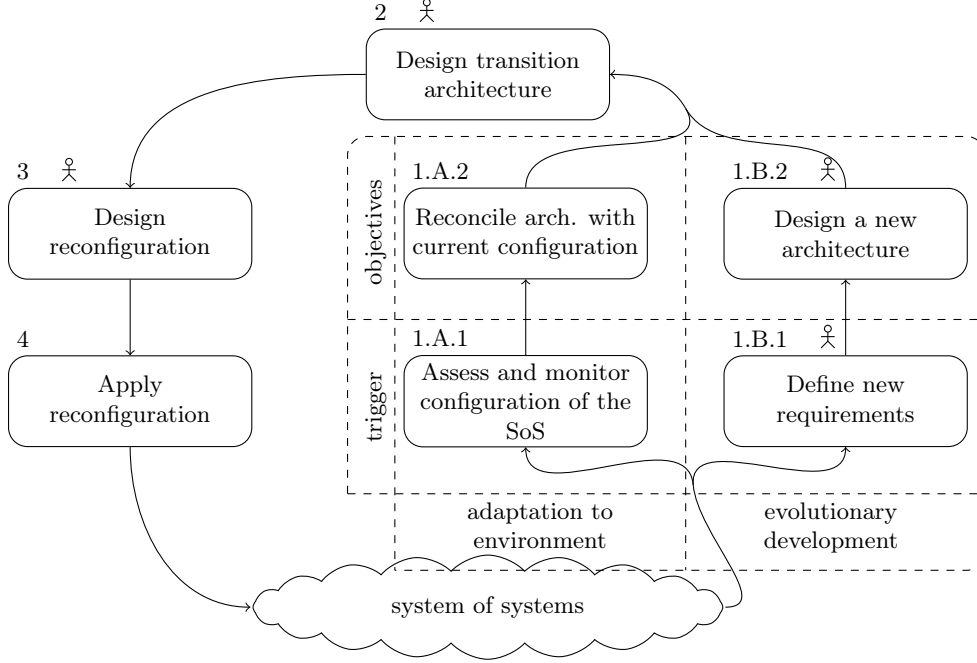 2
Design transition
architecture
3
Design
reconfiguration
4
Apply
reconfiguration
objectives
1.A.2
Reconcile arch. with
current configuration
1.B.2
Design a new
architecture
trigger
1.A.1
Assess and monitor
configuration of the
SoS
1.B.1
Define new
requirements
adaptation to
environment
evolutionary
development
system of systems